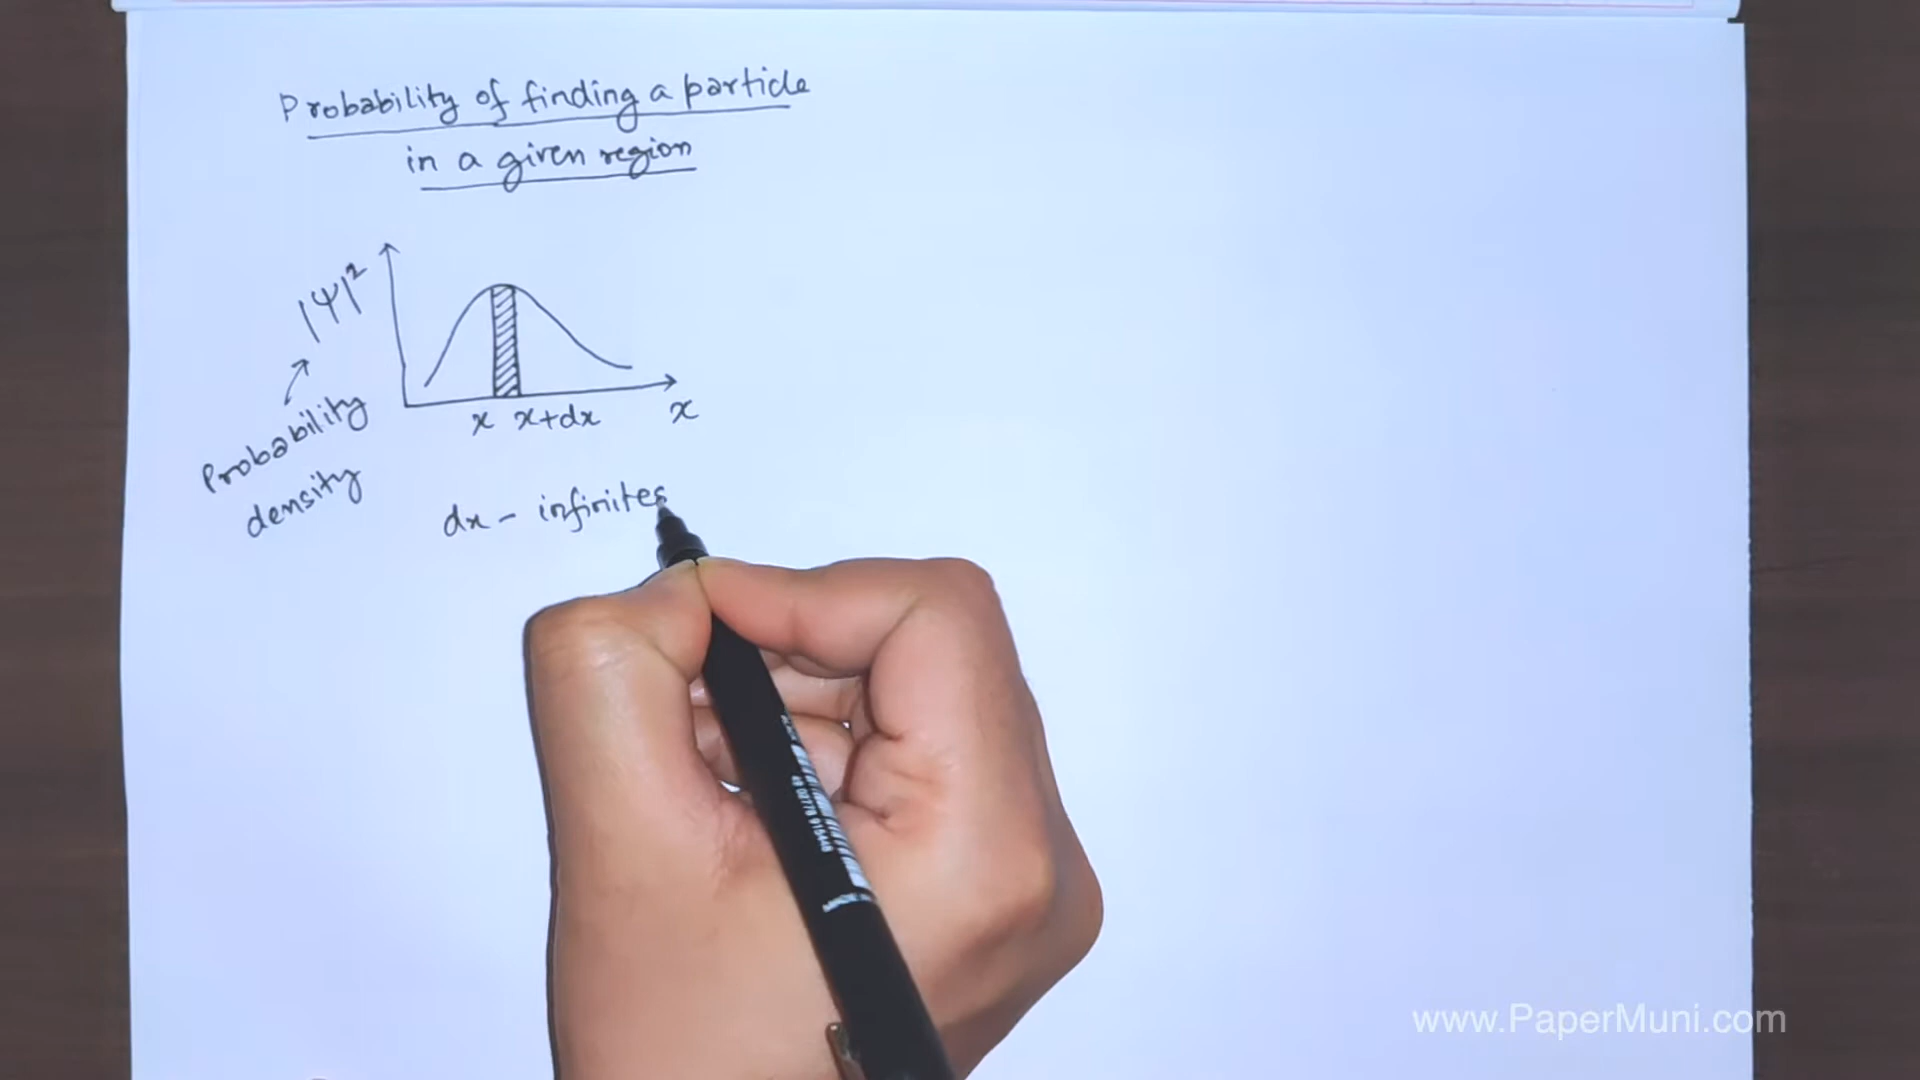 Probability of finding a particle
in a given region
|Ψ|²
Probability
density
x x+dx x
dx - infinites
www.PaperMuni.com